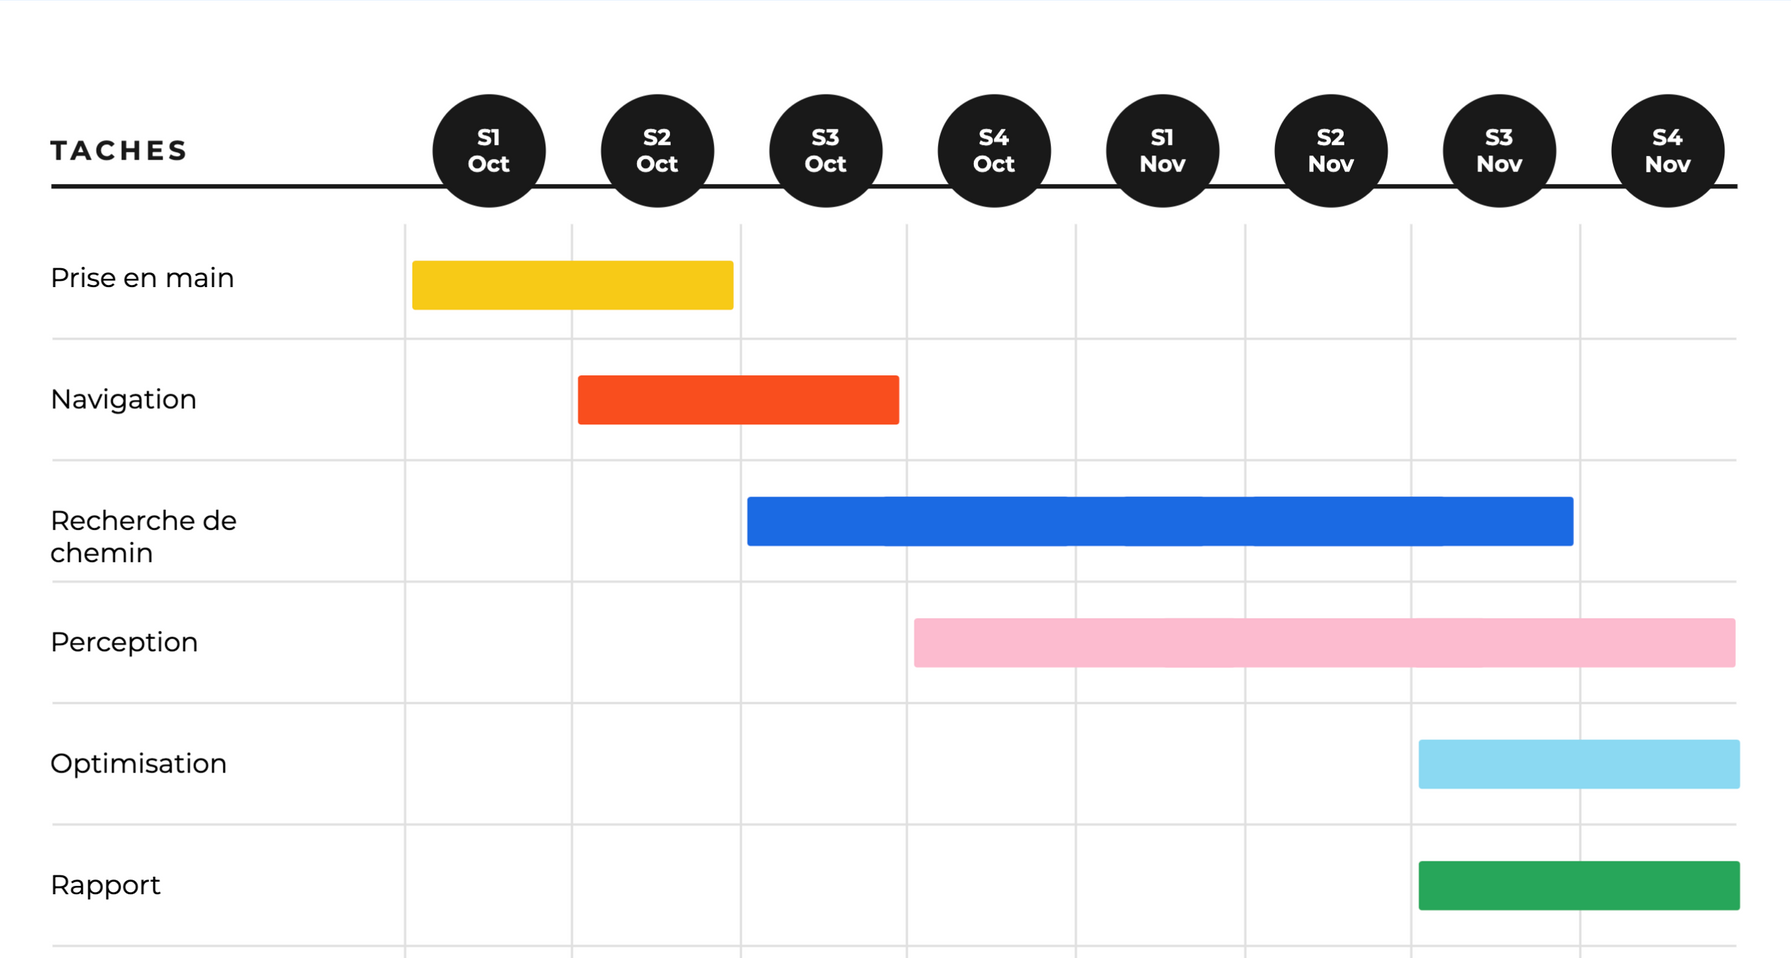 TACHES
S1
Oct
S2
Oct
S3
Oct
S4
Oct
S1
Nov
S2
Nov
S3
Nov
S4
Nov
Prise en main
Navigation
Recherche de
chemin
Perception
Optimisation
Rapport